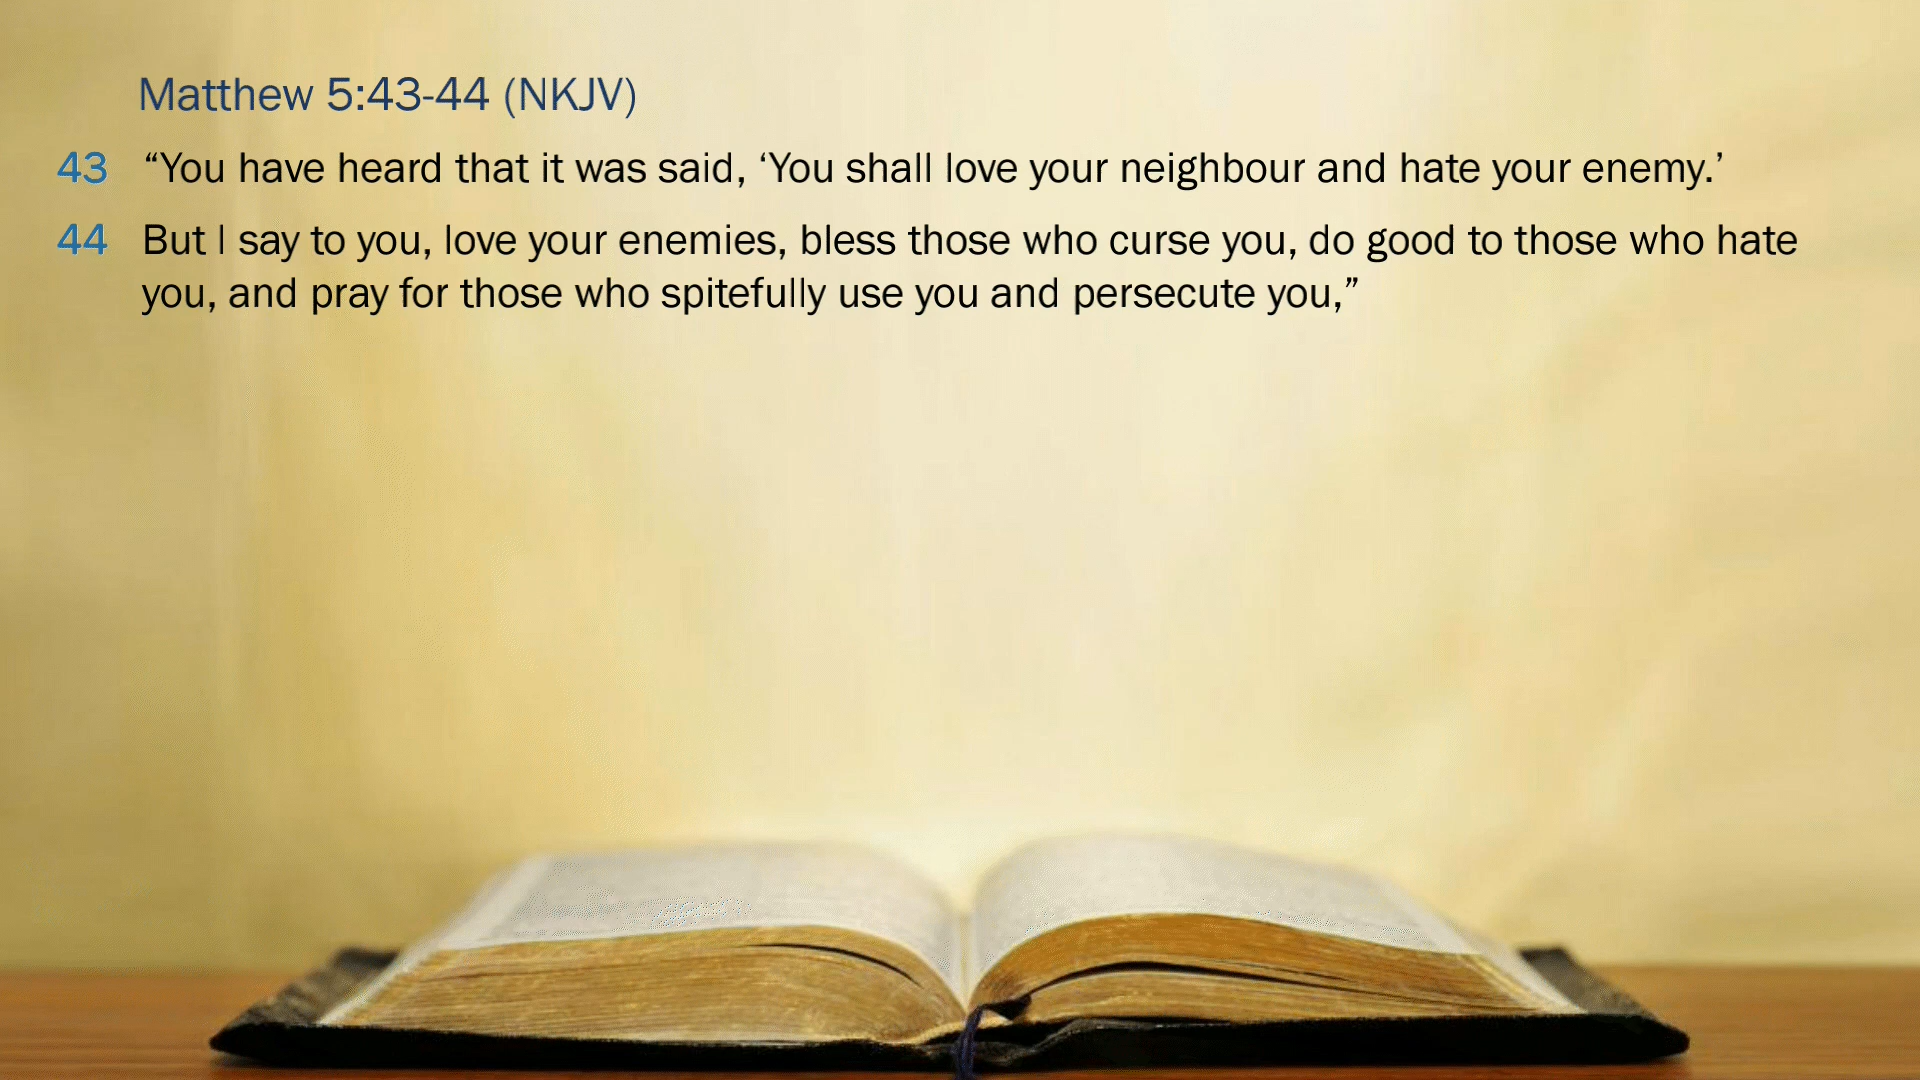 Matthew 5:43-44 (NKJV)
43 “You have heard that it was said, ‘You shall love your neighbour and hate your enemy.’
44 But I say to you, love your enemies, bless those who curse you, do good to those who hate
you, and pray for those who spitefully use you and persecute you,”